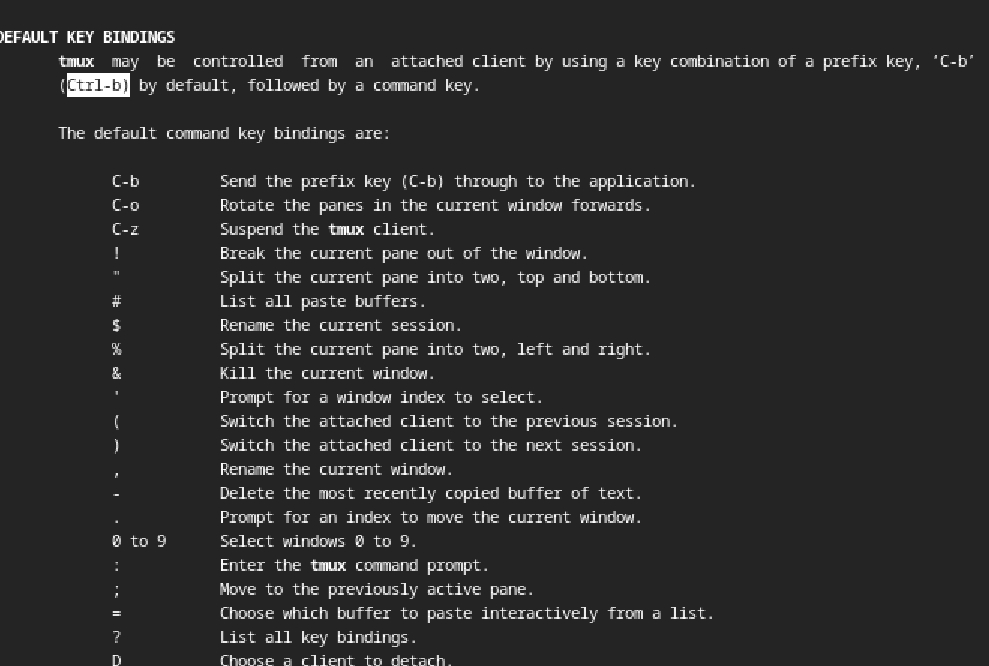 DEFAULT KEY BINDINGS
tmux may be controlled from an attached client by using a key combination of a prefix key, ‘C-b’
(Ctrl-b) by default, followed by a command key.
The default command key bindings are:
C-b Send the prefix key (C-b) through to the application.
C-o Rotate the panes in the current window forwards.
C-z Suspend the tmux client.
! Break the current pane out of the window.
" Split the current pane into two, top and bottom.
# List all paste buffers.
$ Rename the current session.
% Split the current pane into two, left and right.
& Kill the current window.
' Prompt for a window index to select.
( Switch the attached client to the previous session.
) Switch the attached client to the next session.
, Rename the current window.
- Delete the most recently copied buffer of text.
. Prompt for an index to move the current window.
0 to 9 Select windows 0 to 9.
: Enter the tmux command prompt.
; Move to the previously active pane.
= Choose which buffer to paste interactively from a list.
? List all key bindings.
D Choose a client to detach.